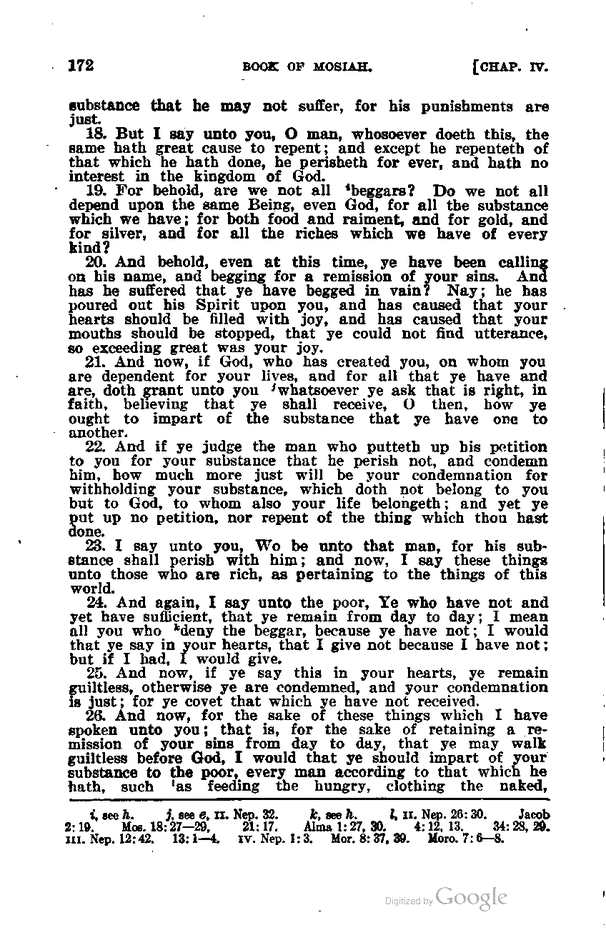 172 BOOK OF MOSIAH. [CHAP. IV.
substance that he may not suffer, for his punishments are
just.
18. But I say unto you, O man, whosoever doeth this, the
same hath great cause to repent; and except he repenteth of
that which he hath done, he perisheth for ever, and hath no
interest in the kingdom of God.
19. For behold, are we not all ⁱbeggars? Do we not all
depend upon the same Being, even God, for all the substance
which we have; for both food and raiment, and for gold, and
for silver, and for all the riches which we have of every
kind?
20. And behold, even at this time, ye have been calling
on his name, and begging for a remission of your sins. And
has he suffered that ye have begged in vain? Nay; he has
poured out his Spirit upon you, and has caused that your
hearts should be filled with joy, and has caused that your
mouths should be stopped, that ye could not find utterance,
so exceeding great was your joy.
21. And now, if God, who has created you, on whom you
are dependent for your lives, and for all that ye have and
are, doth grant unto you ʲwhatsoever ye ask that is right, in
faith, believing that ye shall receive, O then, how ye
ought to impart of the substance that ye have one to
another.
22. And if ye judge the man who putteth up his petition
to you for your substance that he perish not, and condemn
him, how much more just will be your condemnation for
withholding your substance, which doth not belong to you
but to God, to whom also your life belongeth; and yet ye
put up no petition, nor repent of the thing which thou hast
done.
23. I say unto you, Wo be unto that man, for his sub-
stance shall perish with him; and now, I say these things
unto those who are rich, as pertaining to the things of this
world.
24. And again, I say unto the poor, Ye who have not and
yet have sufficient, that ye remain from day to day; I mean
all you who ᵏdeny the beggar, because ye have not; I would
that ye say in your hearts, that I give not because I have not;
but if I had, I would give.
25. And now, if ye say this in your hearts, ye remain
guiltless, otherwise ye are condemned, and your condemnation
is just; for ye covet that which ye have not received.
26. And now, for the sake of these things which I have
spoken unto you; that is, for the sake of retaining a re-
mission of your sins from day to day, that ye may walk
guiltless before God, I would that ye should impart of your
substance to the poor, every man according to that which he
hath, such ˡas feeding the hungry, clothing the naked,
i, see h. j, see e, II. Nep. 32. k, see h. l, II. Nep. 26:30. Jacob
2:19. Mos. 18:27—29. 21:17. Alma 1:27, 30. 4:12, 13. 34:28, 29.
III. Nep. 12:42. 13:1—4. IV. Nep. 1:3. Mor. 8:37, 39. Moro. 7:6—8.
Digitized by Google